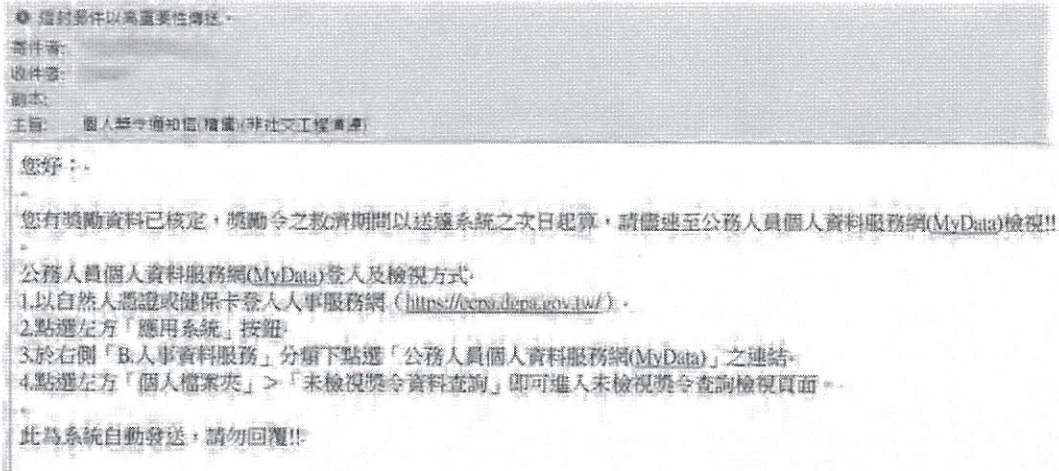 這封郵件以高重要性傳送。
寄件者:
收件者:
副本:
主旨: 個人獎令通知信(積儲)(非社交工程演練)
您好：
您有獎勵資料已核定，獎勵令之救濟期間以送達系統之次日起算，請儘速至公務人員個人資料服務網(MyData)檢視!!
公務人員個人資料服務網(MyData)登入及檢視方式
1.以自然人憑證或健保卡登入人事服務網（https://ecpa.dgpa.gov.tw/）
2.點選左方「應用系統」按鈕
3.於右側「B.人事資料服務」分類下點選「公務人員個人資料服務網(MyData)」之連結
4.點選左方「個人檔案夾」>「未檢視獎令資料查詢」即可進入未檢視獎令查詢檢視頁面。
此為系統自動發送，請勿回覆!!